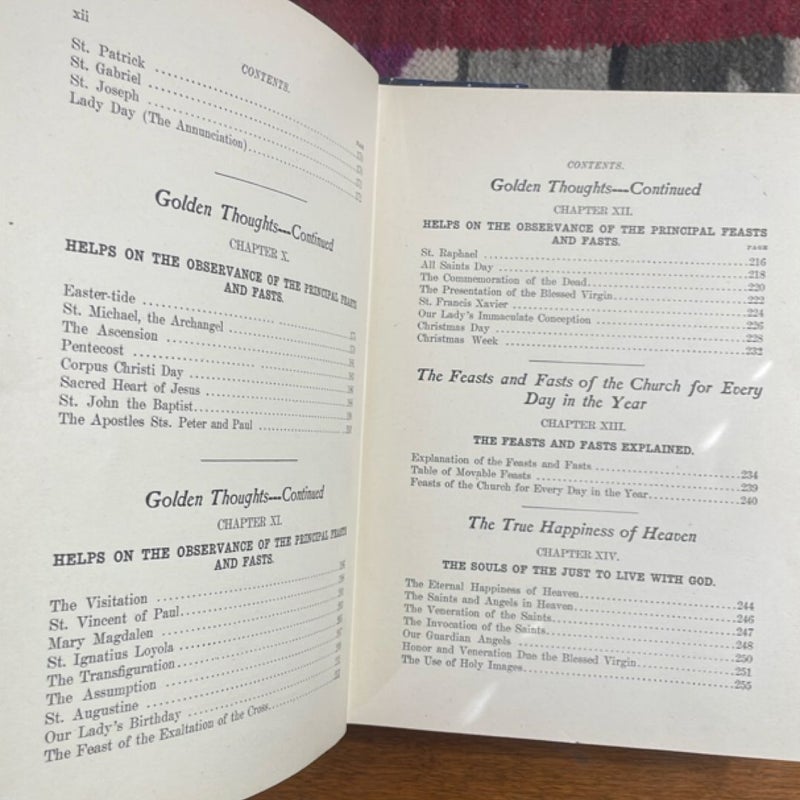 xii
CONTENTS.
St. Patrick
St. Gabriel
St. Joseph
Lady Day (The Annunciation)
Golden Thoughts---Continued
CHAPTER X.
HELPS ON THE OBSERVANCE OF THE PRINCIPAL FEASTS
AND FASTS.
Easter-tide
St. Michael, the Archangel
The Ascension
Pentecost
Corpus Christi Day
Sacred Heart of Jesus
St. John the Baptist
The Apostles Sts. Peter and Paul
Golden Thoughts---Continued
CHAPTER XI.
HELPS ON THE OBSERVANCE OF THE PRINCIPAL FEASTS
AND FASTS.
The Visitation
St. Vincent of Paul
Mary Magdalen
St. Ignatius Loyola
The Transfiguration
The Assumption
St. Augustine
Our Lady's Birthday
The Feast of the Exaltation of the Cross
CONTENTS.
Golden Thoughts---Continued
CHAPTER XII.
HELPS ON THE OBSERVANCE OF THE PRINCIPAL FEASTS
AND FASTS.
PAGE
St. Raphael 216
All Saints Day 218
The Commemoration of the Dead 220
The Presentation of the Blessed Virgin 222
St. Francis Xavier 224
Our Lady's Immaculate Conception 226
Christmas Day 228
Christmas Week 232
The Feasts and Fasts of the Church for Every
Day in the Year
CHAPTER XIII.
THE FEASTS AND FASTS EXPLAINED.
Explanation of the Feasts and Fasts 234
Table of Movable Feasts 239
Feasts of the Church for Every Day in the Year 240
The True Happiness of Heaven
CHAPTER XIV.
THE SOULS OF THE JUST TO LIVE WITH GOD.
The Eternal Happiness of Heaven 244
The Saints and Angels in Heaven 246
The Veneration of the Saints 247
The Invocation of the Saints 248
Our Guardian Angels 250
Honor and Veneration Due the Blessed Virgin 251
The Use of Holy Images 255